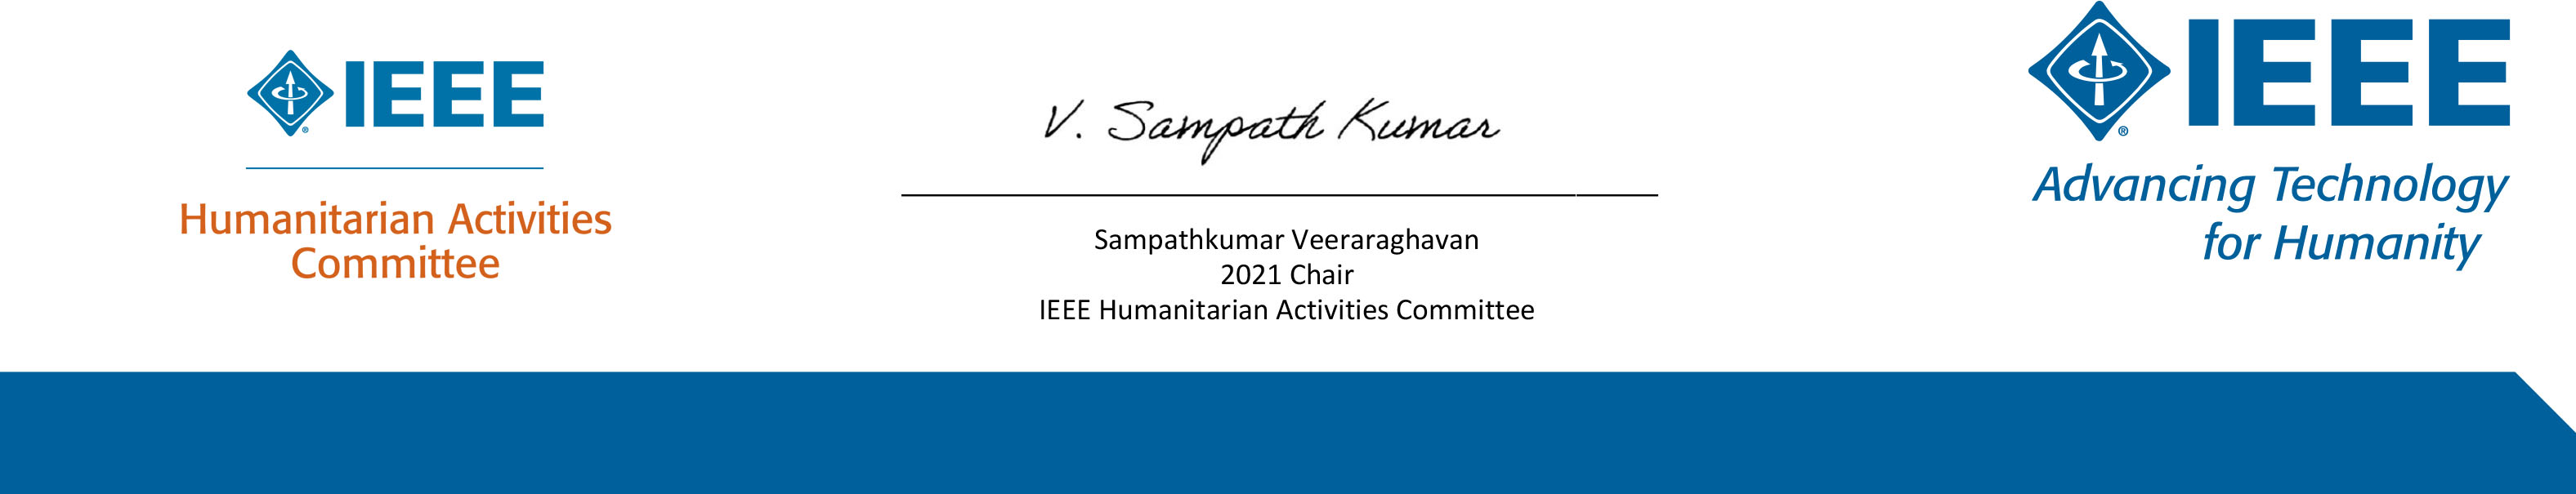 IEEE
®
Humanitarian Activities
Committee
V. Sampath Kumar
Sampathkumar Veeraraghavan
2021 Chair
IEEE Humanitarian Activities Committee
IEEE
®
Advancing Technology
for Humanity